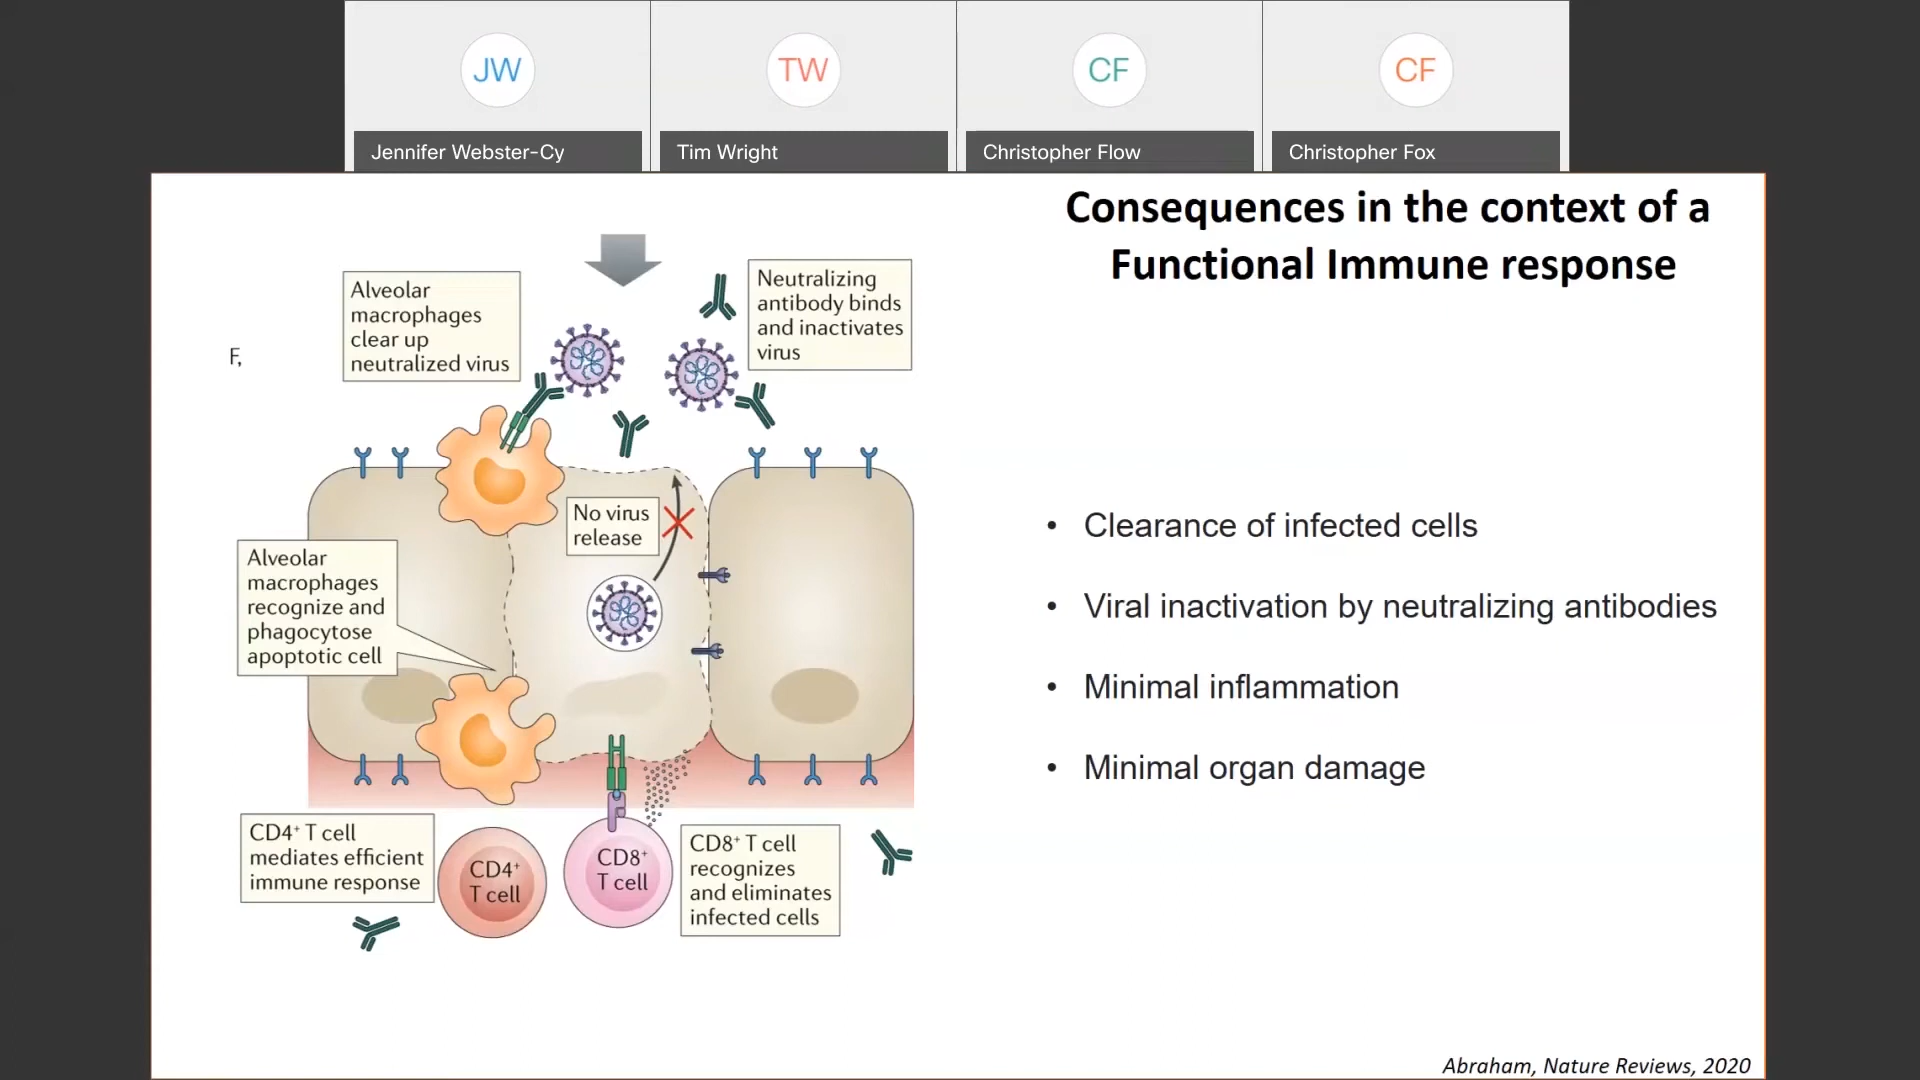 JW
TW
CF
CF
Jennifer Webster-Cy
Tim Wright
Christopher Flow
Christopher Fox
Consequences in the context of a
Functional Immune response
Alveolar
macrophages
clear up
neutralized virus
Neutralizing
antibody binds
and inactivates
virus
F,
No virus
release
Alveolar
macrophages
recognize and
phagocytose
apoptotic cell
CD4⁺ T cell
mediates efficient
immune response
CD4⁺
T cell
CD8⁺
T cell
CD8⁺ T cell
recognizes
and eliminates
infected cells
• Clearance of infected cells
• Viral inactivation by neutralizing antibodies
• Minimal inflammation
• Minimal organ damage
Abraham, Nature Reviews, 2020